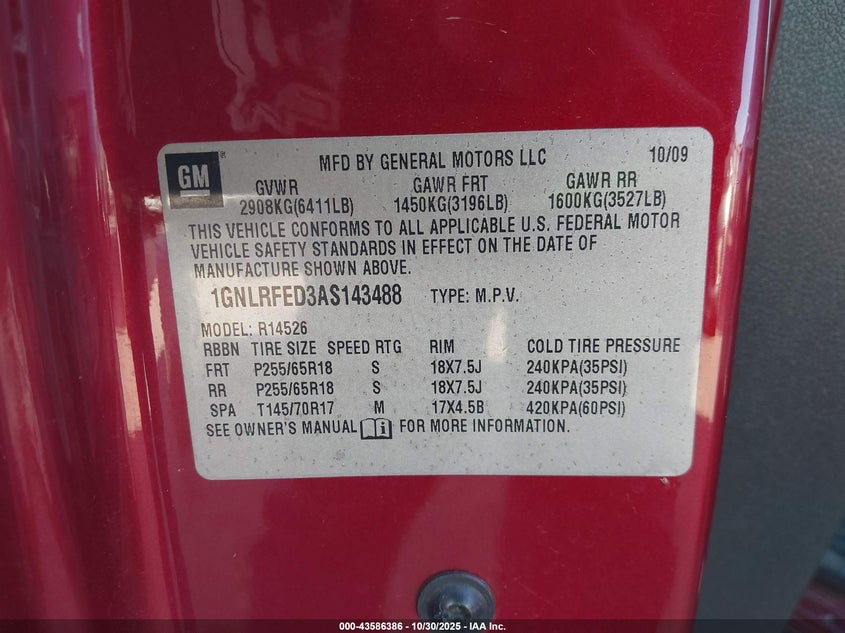 GM
MFD BY GENERAL MOTORS LLC 10/09
GVWR GAWR FRT GAWR RR
2908KG(6411LB) 1450KG(3196LB) 1600KG(3527LB)
THIS VEHICLE CONFORMS TO ALL APPLICABLE U.S. FEDERAL MOTOR
VEHICLE SAFETY STANDARDS IN EFFECT ON THE DATE OF
MANUFACTURE SHOWN ABOVE.
1GNLRFED3AS143488 TYPE: M.P.V.
MODEL: R14526
RBBN TIRE SIZE SPEED RTG RIM COLD TIRE PRESSURE
FRT P255/65R18 S 18X7.5J 240KPA(35PSI)
RR P255/65R18 S 18X7.5J 240KPA(35PSI)
SPA T145/70R17 M 17X4.5B 420KPA(60PSI)
SEE OWNER'S MANUAL FOR MORE INFORMATION.
000-43586386 - 10/30/2025 - IAA Inc.